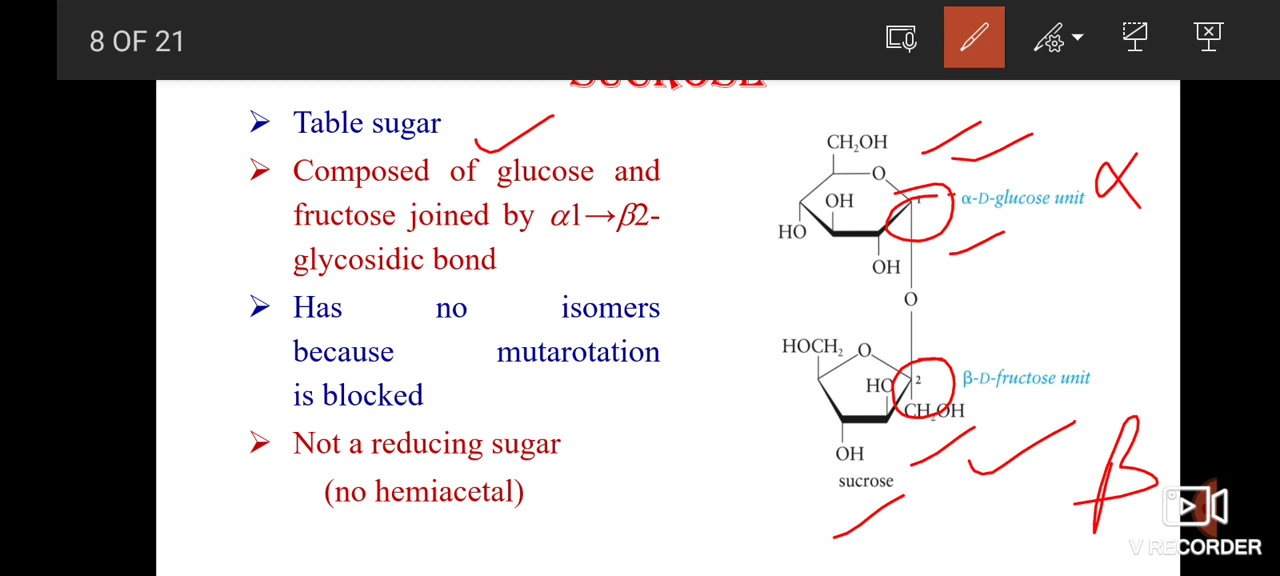 8 OF 21
SUCROSE
Table sugar
Composed of glucose and
fructose joined by α1→β2-
glycosidic bond
Has no isomers
because mutarotation
is blocked
Not a reducing sugar
(no hemiacetal)
CH₂OH
O
OH
1
α-D-glucose unit
α
HO
OH
O
HOCH₂
O
HO
2
β-D-fructose unit
CH₂OH
OH
β
sucrose
V RECORDER